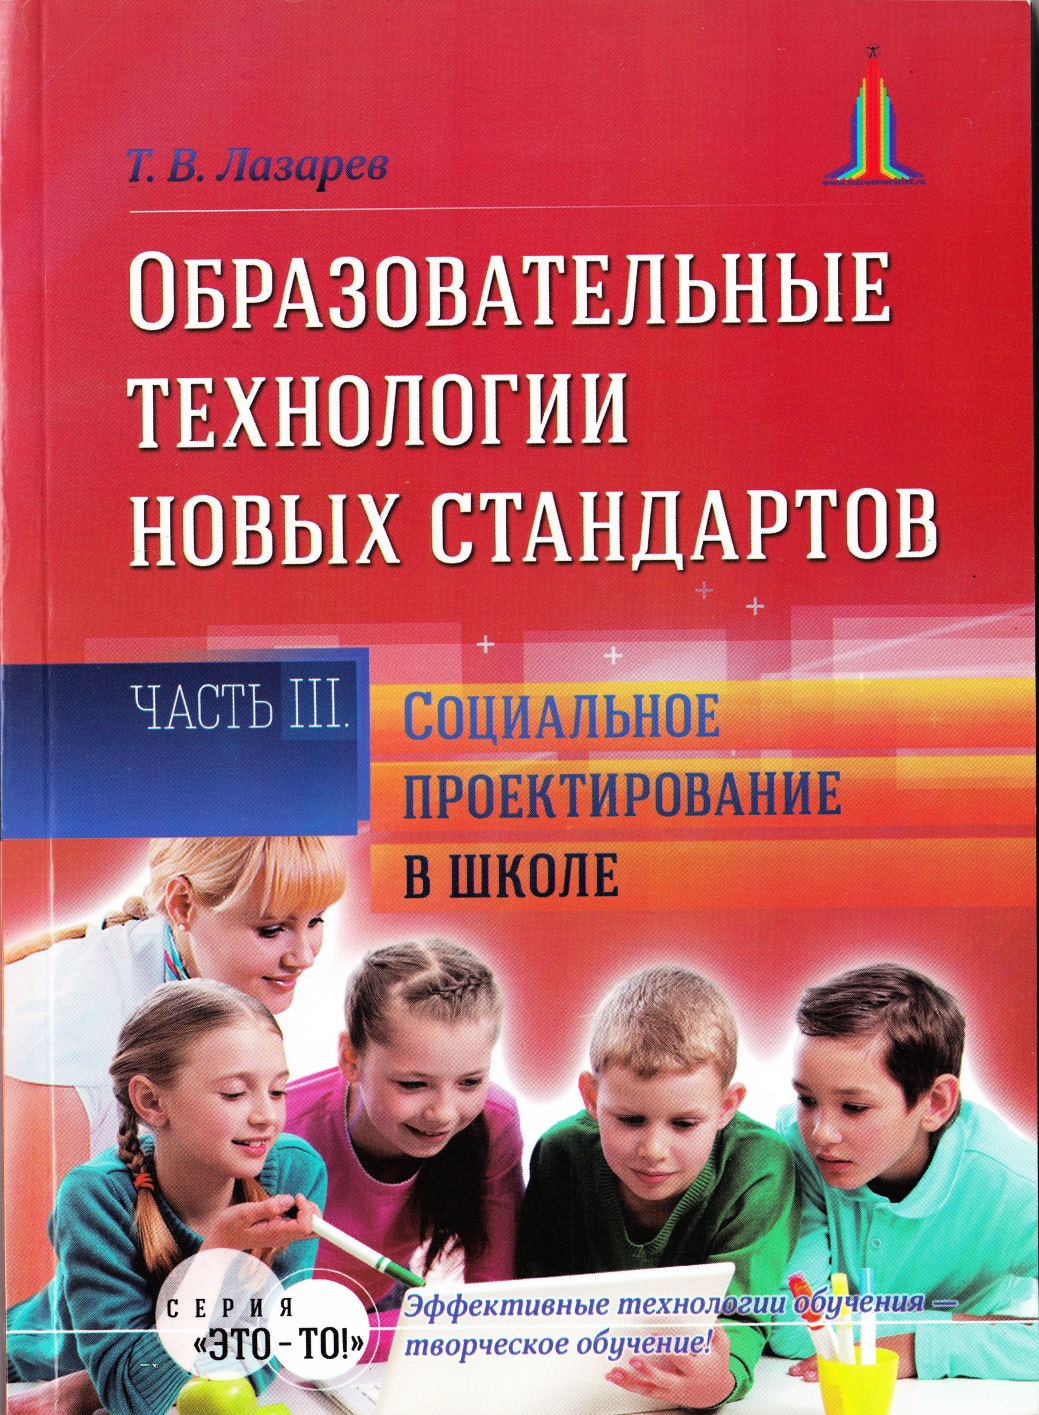 Т. В. Лазарев
ОБРАЗОВАТЕЛЬНЫЕ
ТЕХНОЛОГИИ
НОВЫХ СТАНДАРТОВ
ЧАСТЬ III.
СОЦИАЛЬНОЕ
ПРОЕКТИРОВАНИЕ
В ШКОЛЕ
СЕРИЯ
«ЭТО – ТО!»
Эффективные технологии обучения —
творческое обучение!